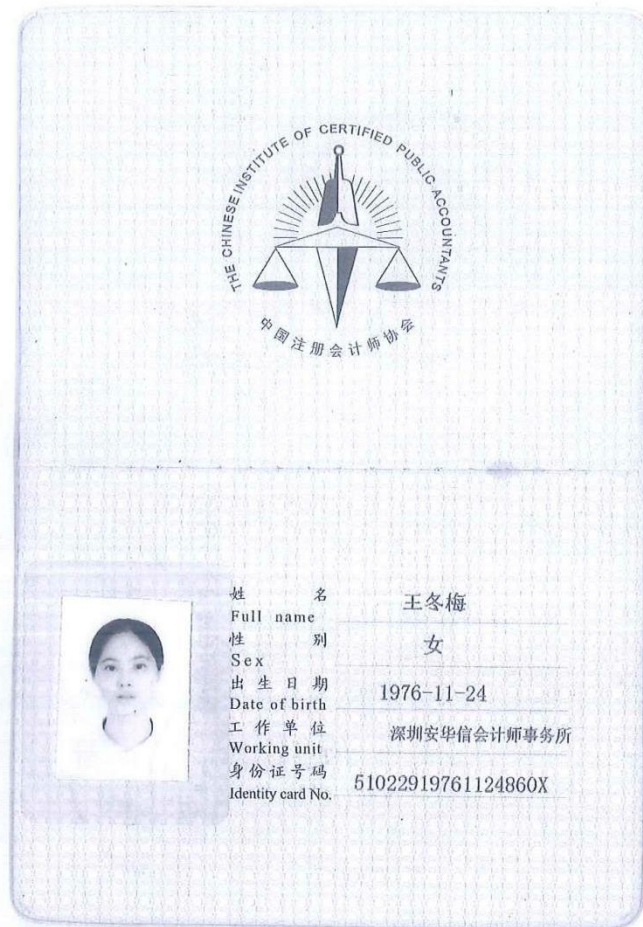 THE CHINESE INSTITUTE OF CERTIFIED PUBLIC ACCOUNTANTS
中国注册会计师协会
姓 名 王冬梅
Full name
性 别 女
Sex
出生日期 1976-11-24
Date of birth
工作单位 深圳安华信会计师事务所
Working unit
身份证号码 51022919761124860X
Identity card No.